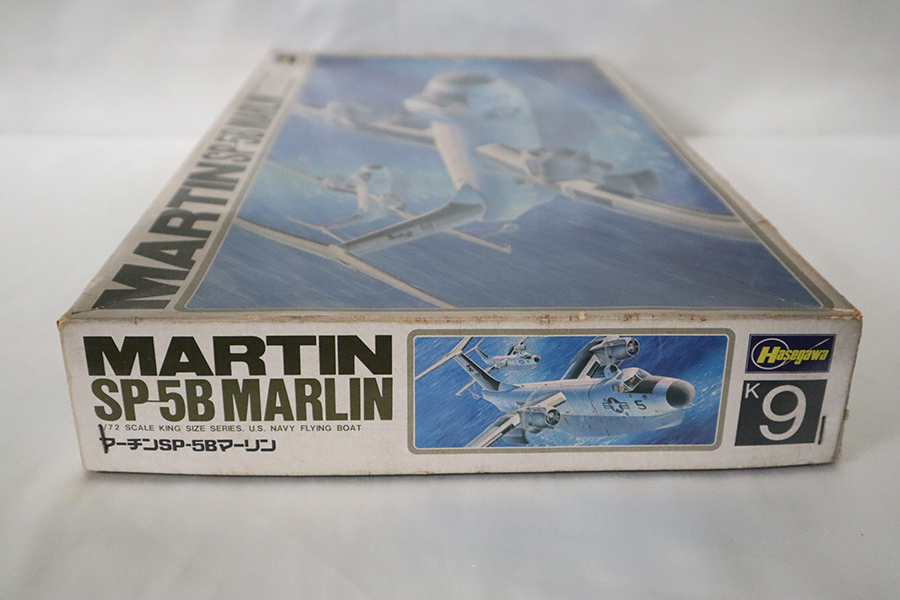 MARTIN SP-5B MARLIN
MARTIN
SP-5B MARLIN
/72 SCALE KING SIZE SERIES. U.S. NAVY FLYING BOAT
マーチンSP-5Bマーリン
5
Hasegawa
K
9